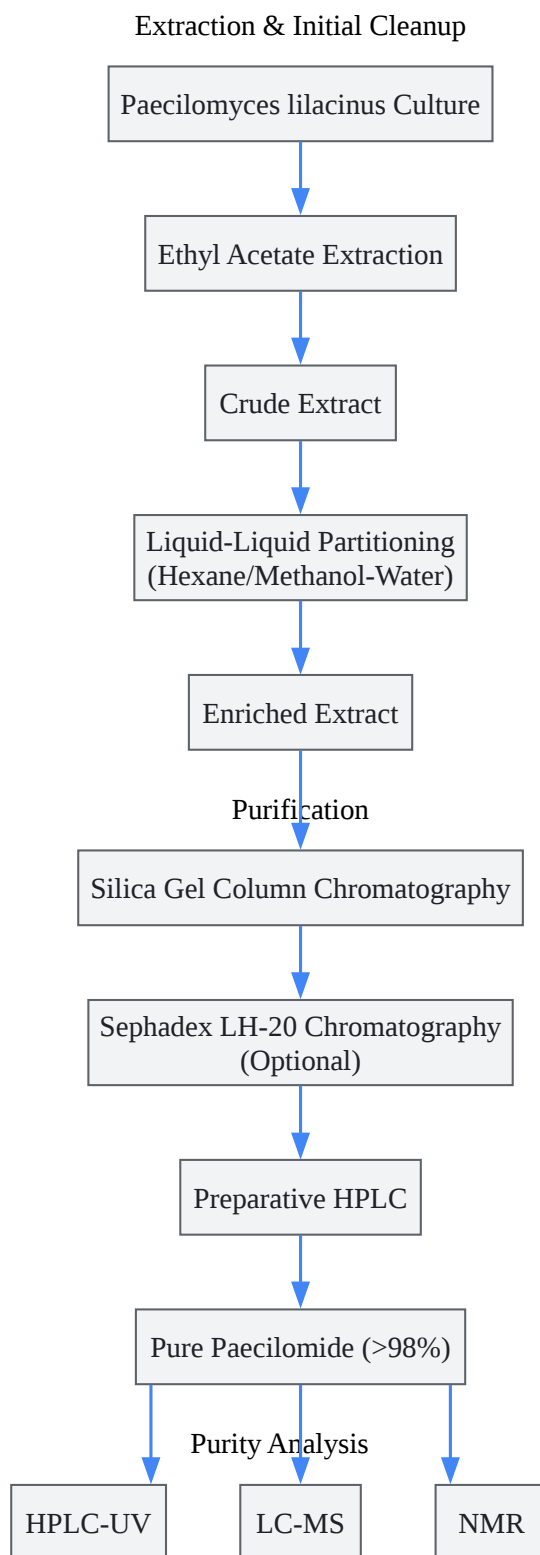 Extraction & Initial Cleanup
Paecilomyces lilacinus Culture
Ethyl Acetate Extraction
Crude Extract
Liquid-Liquid Partitioning
(Hexane/Methanol-Water)
Enriched Extract
Purification
Silica Gel Column Chromatography
Sephadex LH-20 Chromatography
(Optional)
Preparative HPLC
Pure Paecilomide (>98%)
Purity Analysis
HPLC-UV
LC-MS
NMR